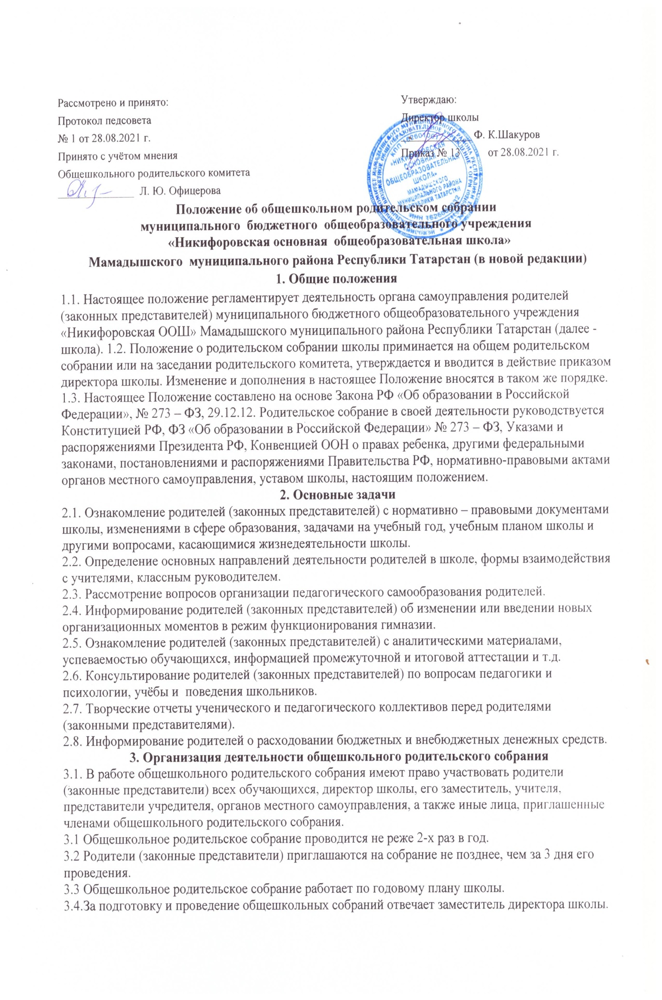 Рассмотрено и принято:
Протокол педсовета
№ 1 от 28.08.2021 г.
Принято с учётом мнения
Общешкольного родительского комитета
_____________ Л. Ю. Офицерова
Утверждаю:
Директор школы
____________ Ф. К.Шакуров
Приказ № 13 от 28.08.2021 г.
КПП 162601001
«НИКИФОРОВСКАЯ
ОСНОВНАЯ
ОБЩЕОБРАЗОВАТЕЛЬНАЯ
ШКОЛА»
МАМАДЫШСКОГО
МУНИЦИПАЛЬНОГО РАЙОНА
РЕСПУБЛИКИ ТАТАРСТАН
Положение об общешкольном родительском собрании
муниципального бюджетного общеобразовательного учреждения
«Никифоровская основная общеобразовательная школа»
Мамадышского муниципального района Республики Татарстан (в новой редакции)
1. Общие положения
1.1. Настоящее положение регламентирует деятельность органа самоуправления родителей
(законных представителей) муниципального бюджетного общеобразовательного учреждения
«Никифоровская ООШ» Мамадышского муниципального района Республики Татарстан (далее -
школа). 1.2. Положение о родительском собрании школы приминается на общем родительском
собрании или на заседании родительского комитета, утверждается и вводится в действие приказом
директора школы. Изменение и дополнения в настоящее Положение вносятся в таком же порядке.
1.3. Настоящее Положение составлено на основе Закона РФ «Об образовании в Российской
Федерации», № 273 – ФЗ, 29.12.12. Родительское собрание в своей деятельности руководствуется
Конституцией РФ, ФЗ «Об образовании в Российской Федерации» № 273 – ФЗ, Указами и
распоряжениями Президента РФ, Конвенцией ООН о правах ребенка, другими федеральными
законами, постановлениями и распоряжениями Правительства РФ, нормативно-правовыми актами
органов местного самоуправления, уставом школы, настоящим положением.
2. Основные задачи
2.1. Ознакомление родителей (законных представителей) с нормативно – правовыми документами
школы, изменениями в сфере образования, задачами на учебный год, учебным планом школы и
другими вопросами, касающимися жизнедеятельности школы.
2.2. Определение основных направлений деятельности родителей в школе, формы взаимодействия
с учителями, классным руководителем.
2.3. Рассмотрение вопросов организации педагогического самообразования родителей.
2.4. Информирование родителей (законных представителей) об изменении или введении новых
организационных моментов в режим функционирования гимназии.
2.5. Ознакомление родителей (законных представителей) с аналитическими материалами,
успеваемостью обучающихся, информацией промежуточной и итоговой аттестации и т.д.
2.6. Консультирование родителей (законных представителей) по вопросам педагогики и
психологии, учёбы и поведения школьников.
2.7. Творческие отчеты ученического и педагогического коллективов перед родителями
(законными представителями).
2.8. Информирование родителей о расходовании бюджетных и внебюджетных денежных средств.
3. Организация деятельности общешкольного родительского собрания
3.1. В работе общешкольного родительского собрания имеют право участвовать родители
(законные представители) всех обучающихся, директор школы, его заместитель, учителя,
представители учредителя, органов местного самоуправления, а также иные лица, приглашенные
членами общешкольного родительского собрания.
3.1 Общешкольное родительское собрание проводится не реже 2-х раз в год.
3.2 Родители (законные представители) приглашаются на собрание не позднее, чем за 3 дня его
проведения.
3.3 Общешкольное родительское собрание работает по годовому плану школы.
3.4.За подготовку и проведение общешкольных собраний отвечает заместитель директора школы.